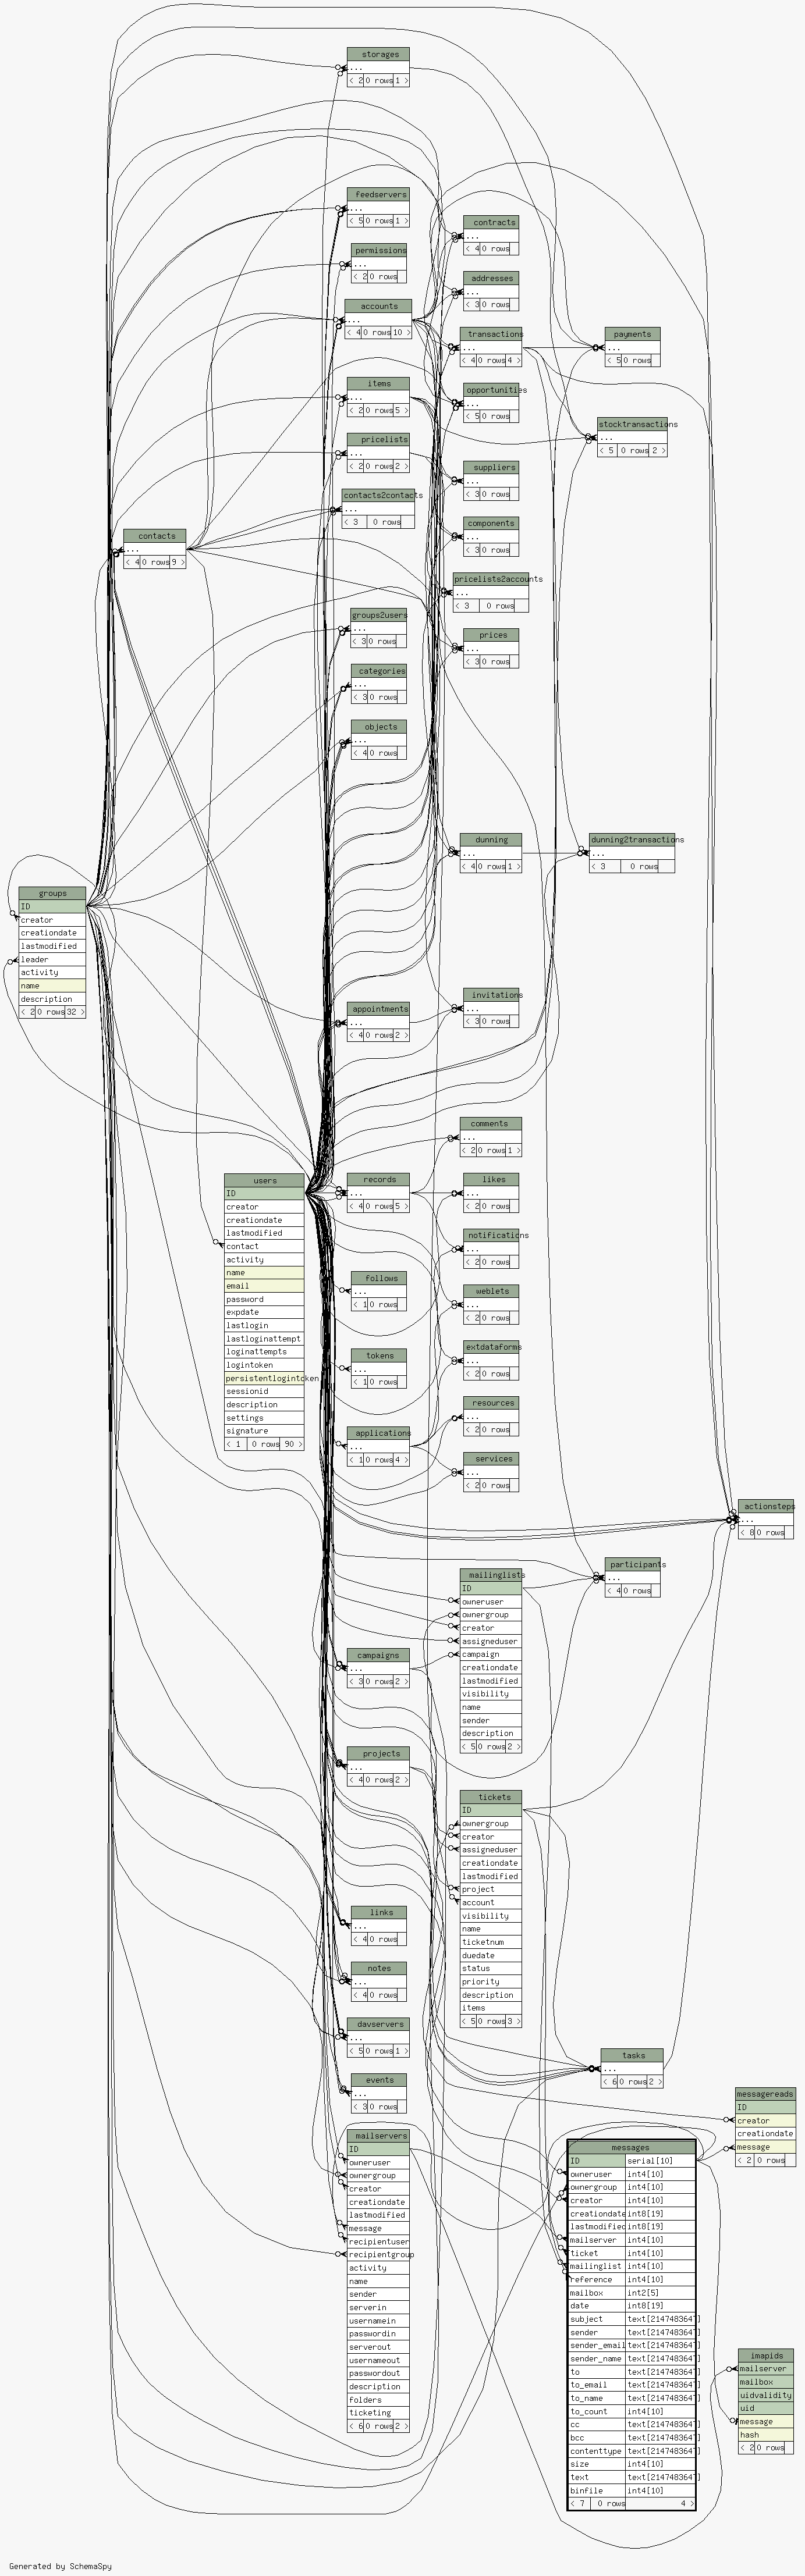 storages
...
< 2 0 rows 1 >
feedservers
...
< 5 0 rows 1 >
permissions
...
< 2 0 rows
accounts
...
< 4 0 rows 10 >
items
...
< 2 0 rows 5 >
pricelists
...
< 2 0 rows 2 >
contacts2contacts
...
< 3 0 rows
contacts
...
< 4 0 rows 9 >
groups2users
...
< 3 0 rows
categories
...
< 3 0 rows
objects
...
< 4 0 rows
contracts
...
< 4 0 rows
addresses
...
< 3 0 rows
transactions
...
< 4 0 rows 4 >
opportunities
...
< 5 0 rows
suppliers
...
< 3 0 rows
components
...
< 3 0 rows
pricelists2accounts
...
< 3 0 rows
prices
...
< 3 0 rows
payments
...
< 5 0 rows
stocktransactions
...
< 5 0 rows 2 >
dunning
...
< 4 0 rows 1 >
dunning2transactions
...
< 3 0 rows
groups
ID
creator
creationdate
lastmodified
leader
activity
name
description
< 2 0 rows 32 >
appointments
...
< 4 0 rows 2 >
invitations
...
< 3 0 rows
users
ID
creator
creationdate
lastmodified
contact
activity
name
email
password
expdate
lastlogin
lastloginattempt
loginattempts
logintoken
persistentlogintoken
sessionid
description
settings
signature
< 1 0 rows 90 >
records
...
< 4 0 rows 5 >
follows
...
< 1 0 rows
tokens
...
< 1 0 rows
applications
...
< 1 0 rows 4 >
comments
...
< 2 0 rows 1 >
likes
...
< 2 0 rows
notifications
...
< 2 0 rows
weblets
...
< 2 0 rows
extdataforms
...
< 2 0 rows
resources
...
< 2 0 rows
services
...
< 2 0 rows
actionsteps
...
< 8 0 rows
participants
...
< 4 0 rows
mailinglists
ID
owneruser
ownergroup
creator
assigneduser
campaign
creationdate
lastmodified
visibility
name
sender
description
< 5 0 rows 2 >
campaigns
...
< 3 0 rows 2 >
projects
...
< 4 0 rows 2 >
tickets
ID
ownergroup
creator
assigneduser
creationdate
lastmodified
project
account
visibility
name
ticketnum
duedate
status
priority
description
items
< 5 0 rows 3 >
links
...
< 4 0 rows
notes
...
< 4 0 rows
davservers
...
< 5 0 rows 1 >
events
...
< 3 0 rows
tasks
...
< 6 0 rows 2 >
messagereads
ID
creator
creationdate
message
< 2 0 rows
mailservers
ID
owneruser
ownergroup
creator
creationdate
lastmodified
message
recipientuser
recipientgroup
activity
name
sender
serverin
usernamein
passwordin
serverout
usernameout
passwordout
description
folders
ticketing
< 6 0 rows 2 >
messages
ID serial[10]
owneruser int4[10]
ownergroup int4[10]
creator int4[10]
creationdate int8[19]
lastmodified int8[19]
mailserver int4[10]
ticket int4[10]
mailinglist int4[10]
reference int4[10]
mailbox int2[5]
date int8[19]
subject text[2147483647]
sender text[2147483647]
sender_email text[2147483647]
sender_name text[2147483647]
to text[2147483647]
to_email text[2147483647]
to_name text[2147483647]
to_count int4[10]
cc text[2147483647]
bcc text[2147483647]
contenttype text[2147483647]
size int4[10]
text text[2147483647]
binfile int4[10]
< 7 0 rows 4 >
imapids
mailserver
mailbox
uidvalidity
uid
message
hash
< 2 0 rows
Generated by SchemaSpy